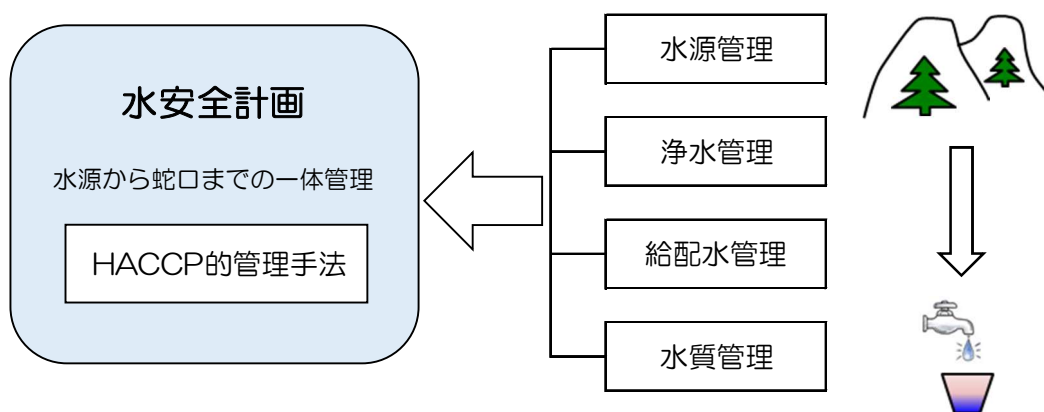 水安全計画
水源から蛇口までの一体管理
HACCP的管理手法
水源管理
浄水管理
給配水管理
水質管理